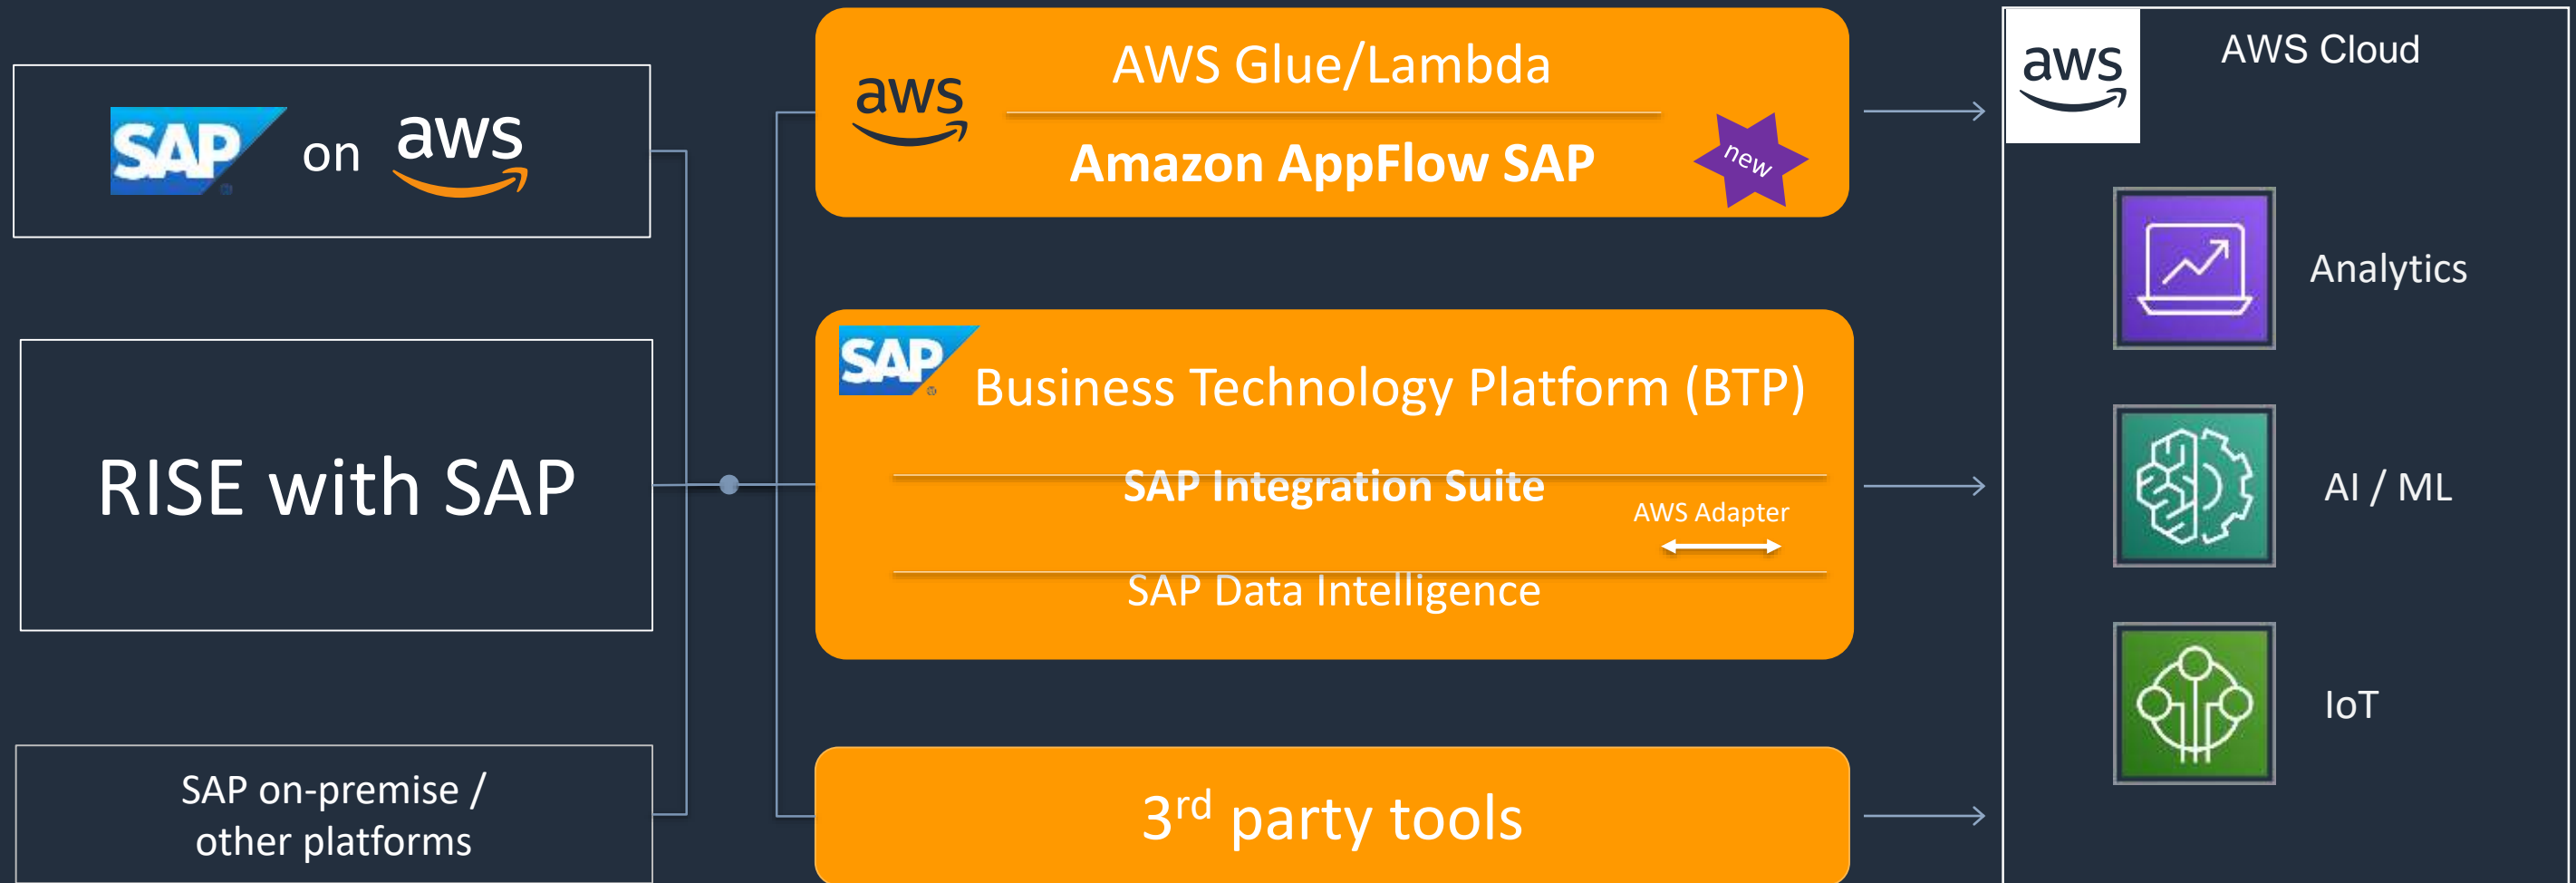 SAP on aws
RISE with SAP
SAP on-premise /
other platforms
aws
AWS Glue/Lambda
Amazon AppFlow SAP
new
SAP
Business Technology Platform (BTP)
SAP Integration Suite
AWS Adapter
SAP Data Intelligence
3rd party tools
aws
AWS Cloud
Analytics
AI / ML
IoT